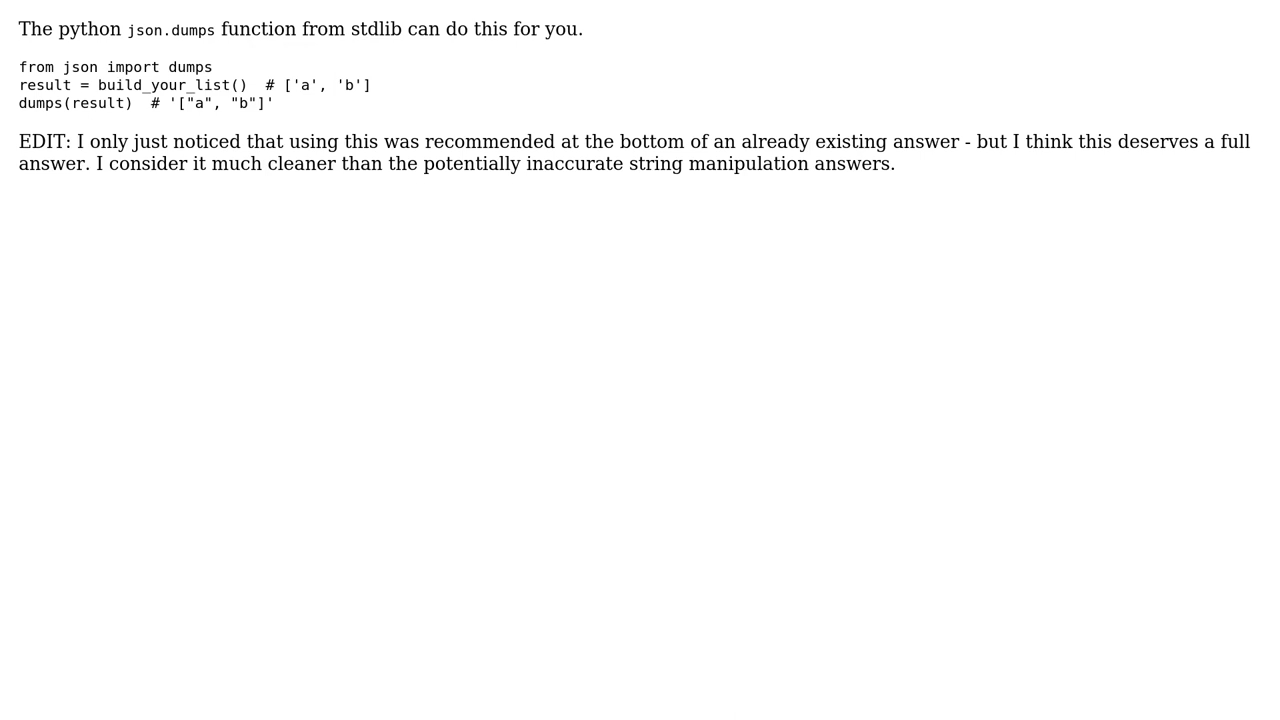 The python json.dumps function from stdlib can do this for you.
from json import dumps
result = build_your_list()  # ['a', 'b']
dumps(result)  # '["a", "b"]'
EDIT: I only just noticed that using this was recommended at the bottom of an already existing answer - but I think this deserves a full
answer. I consider it much cleaner than the potentially inaccurate string manipulation answers.